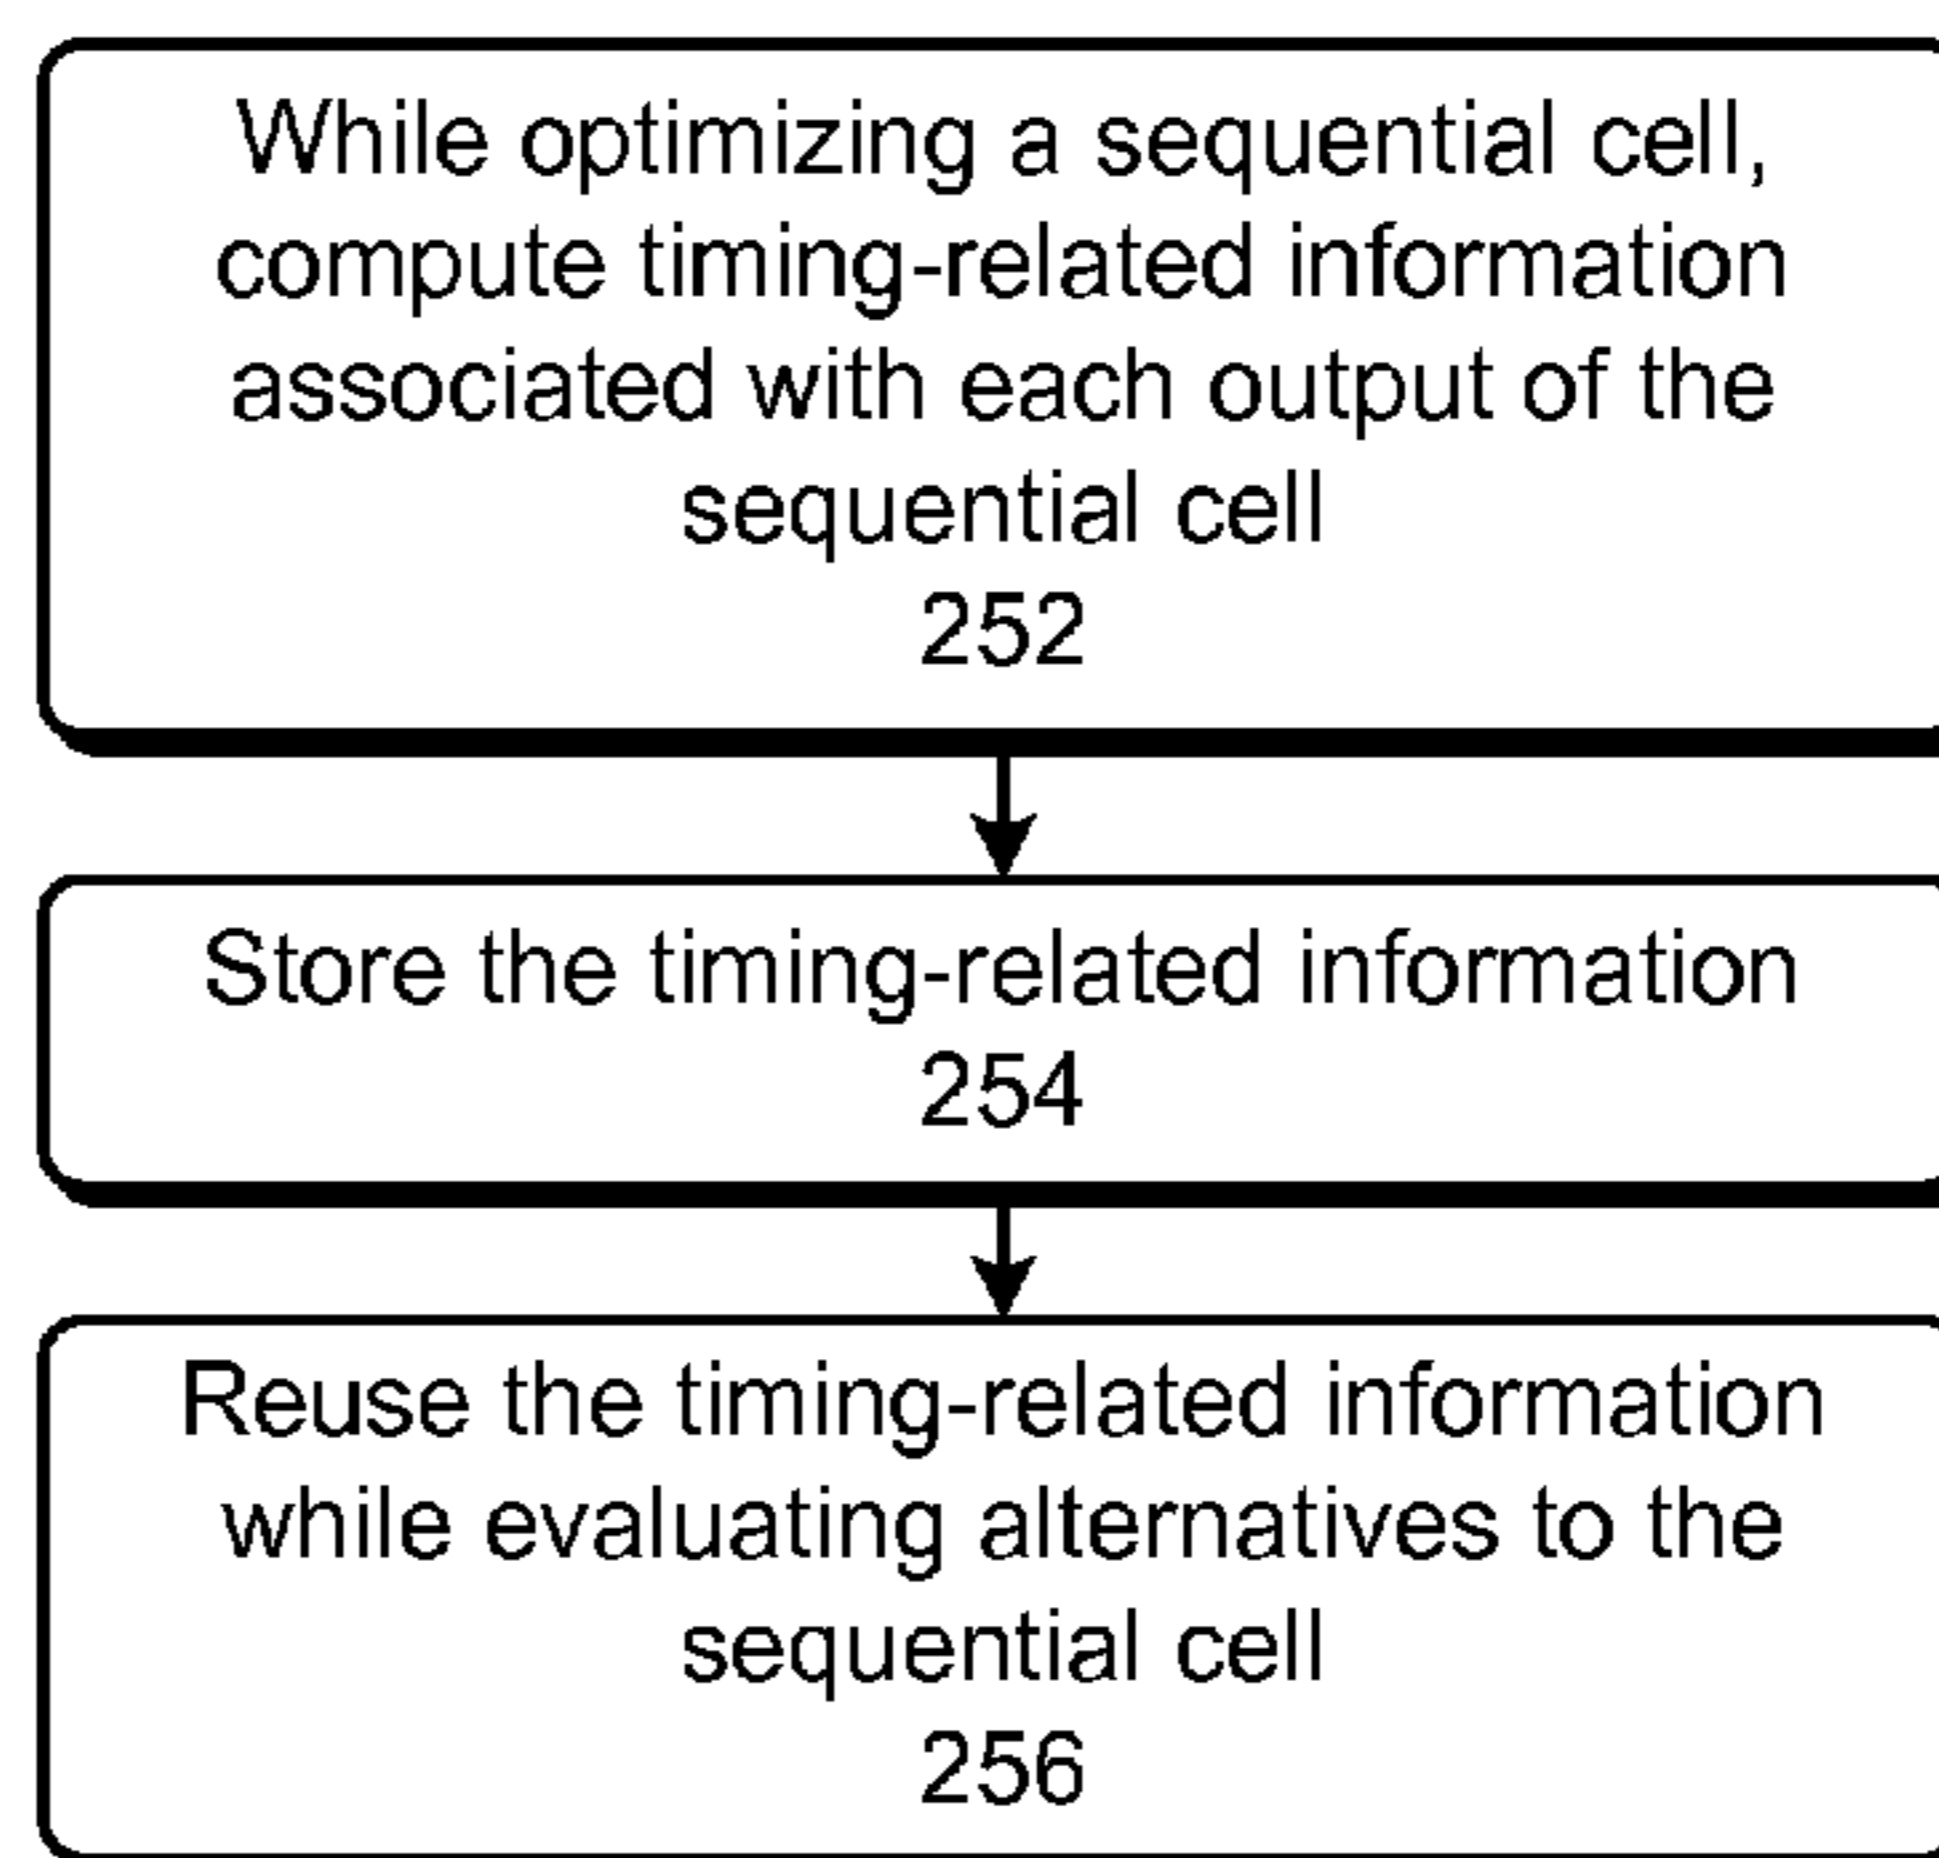 While optimizing a sequential cell,
compute timing-related information
associated with each output of the
sequential cell
252
Store the timing-related information
254
Reuse the timing-related information
while evaluating alternatives to the
sequential cell
256